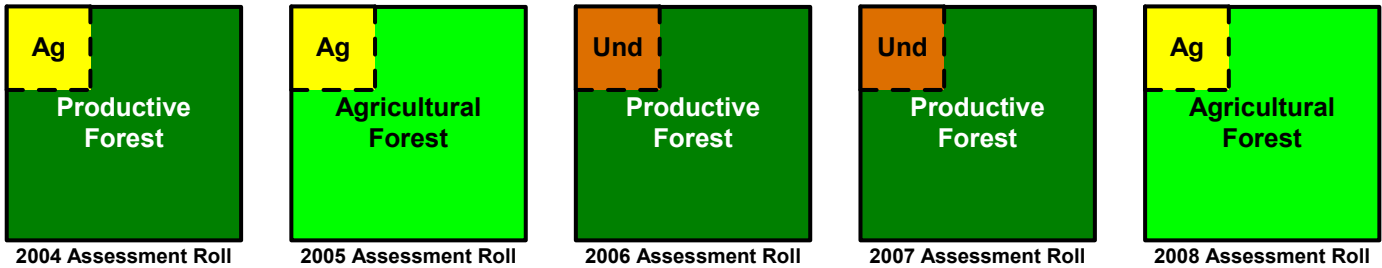 Ag
Productive
Forest
2004 Assessment Roll
Ag
Agricultural
Forest
2005 Assessment Roll
Und
Productive
Forest
2006 Assessment Roll
Und
Productive
Forest
2007 Assessment Roll
Ag
Agricultural
Forest
2008 Assessment Roll